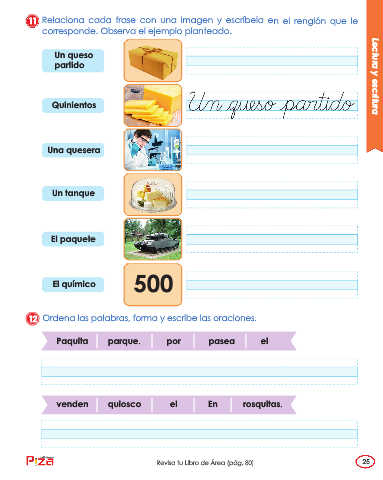 11 Relaciona cada frase con una imagen y escríbela en el renglón que le
corresponde. Observa el ejemplo planteado.
Lectura y escritura
Un queso
partido
Quinientos
Un queso partido
Una quesera
Un tanque
El paquete
El químico
500
12 Ordena las palabras, forma y escribe las oraciones.
Paquita parque. por pasea el
venden quiosco el En rosquitas.
Piza
Revisa tu Libro de Área (pág. 80)
25